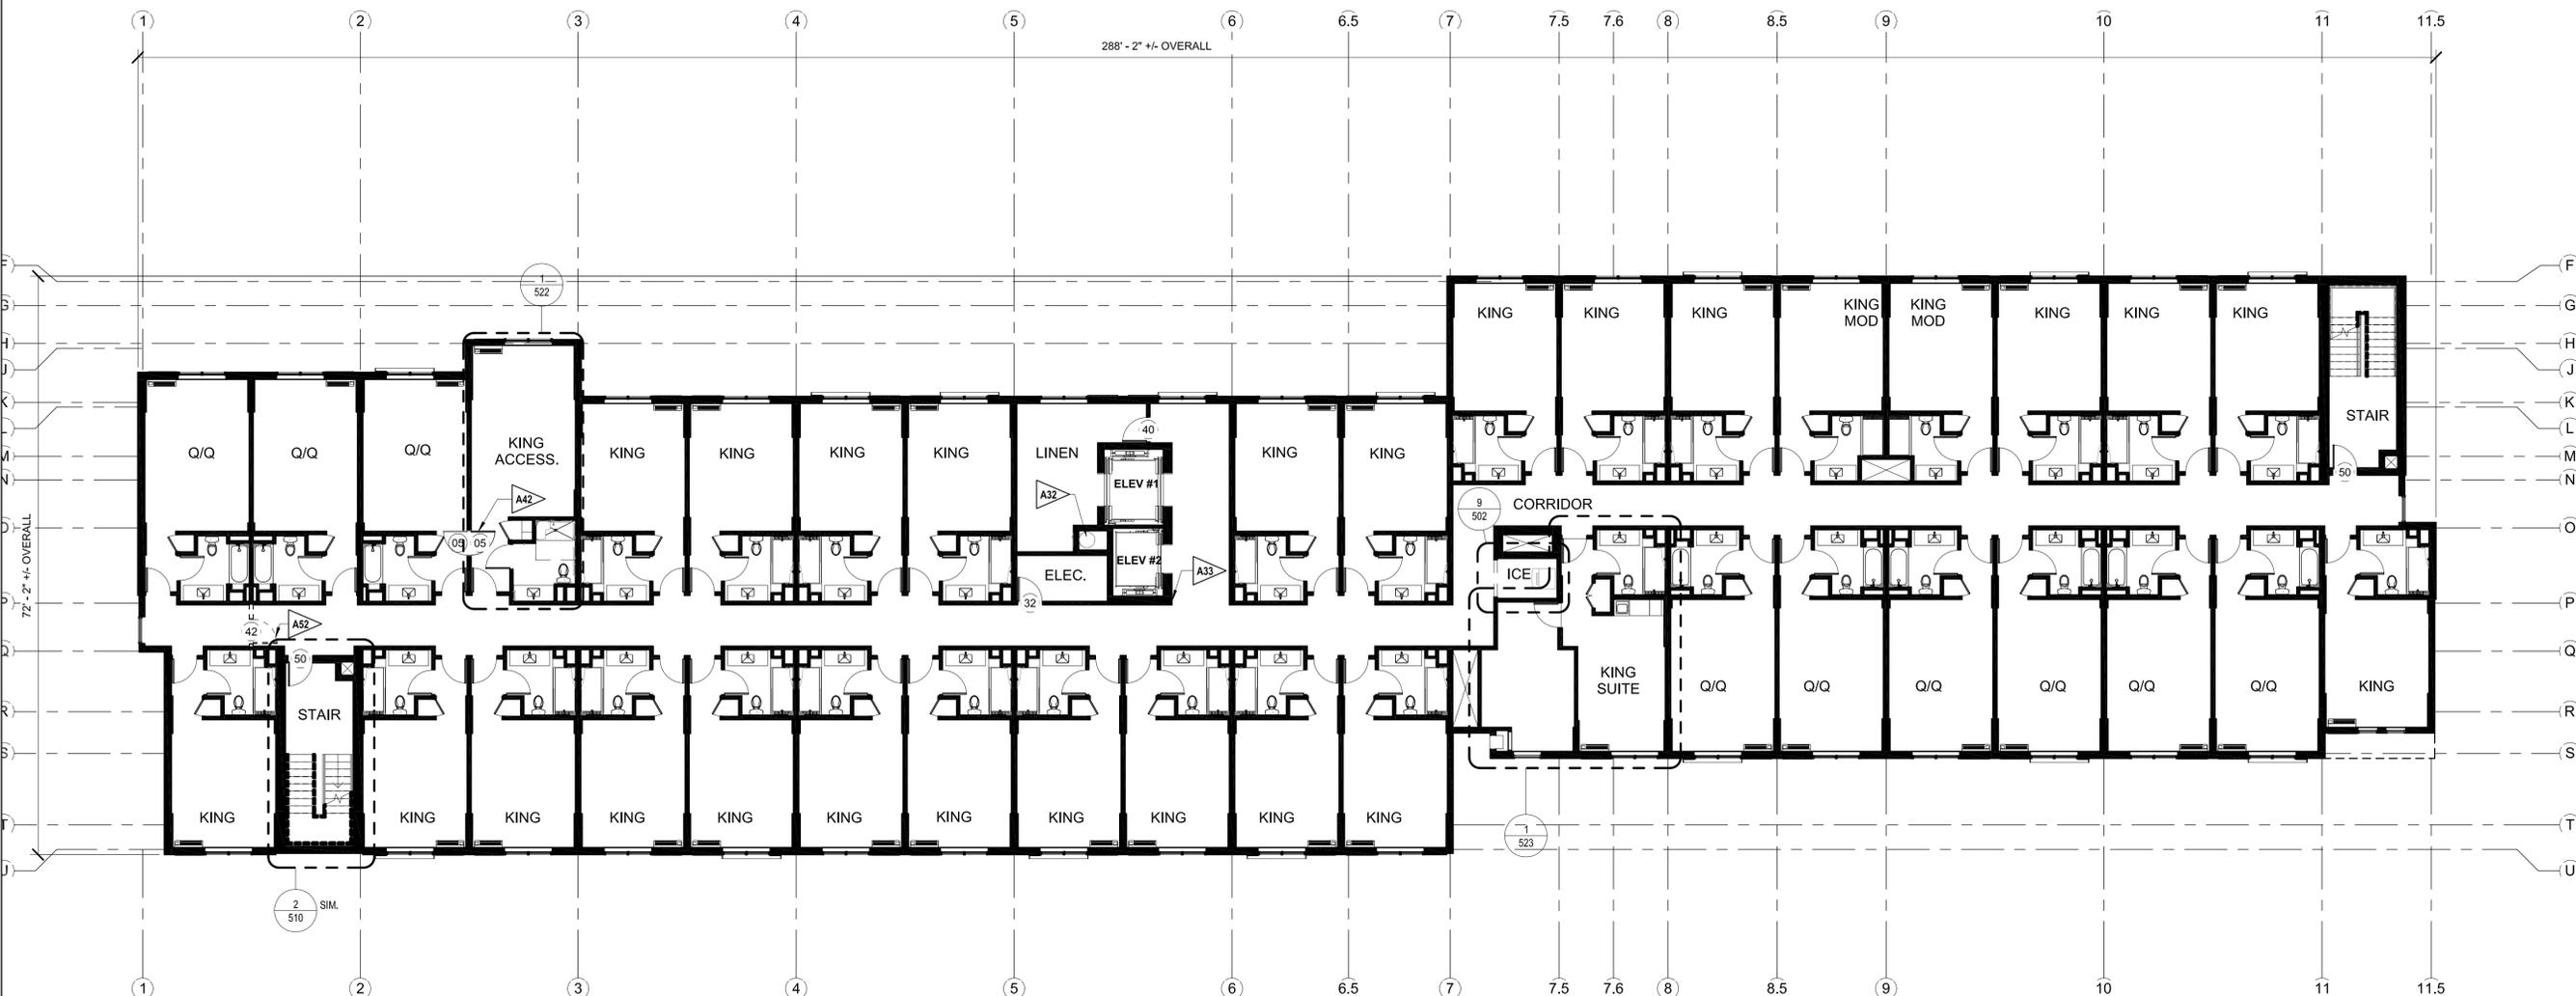 1 2 3 4 5 6 6.5 7 7.5 7.6 8 8.5 9 10 11 11.5
288' - 2" +/- OVERALL
F F
1
522
G G
KING KING KING KING KING KING KING KING
MOD MOD
H H
J J
K K
L L
STAIR
40
M M
Q/Q Q/Q Q/Q KING KING KING KING KING LINEN KING KING
ACCESS.
N N
50
ELEV #1
A42 A32
9
502
CORRIDOR
O O
72' - 2" +/- OVERALL
05 05
ELEV #2
A33
ELEC.
ICE
32
P P
42 A52
Q Q
50
KING
SUITE
Q/Q Q/Q Q/Q Q/Q Q/Q Q/Q KING
R R
STAIR
S S
KING KING KING KING KING KING KING KING KING KING KING
T T
1
523
U U
2
510
SIM.
1 2 3 4 5 6 6.5 7 7.5 7.6 8 8.5 9 10 11 11.5